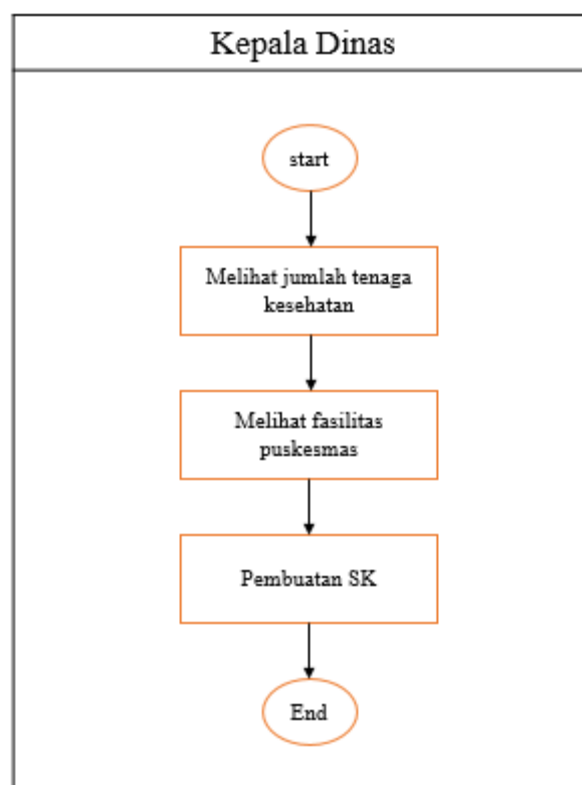 Kepala Dinas
start
Melihat jumlah tenaga
kesehatan
Melihat fasilitas
puskesmas
Pembuatan SK
End